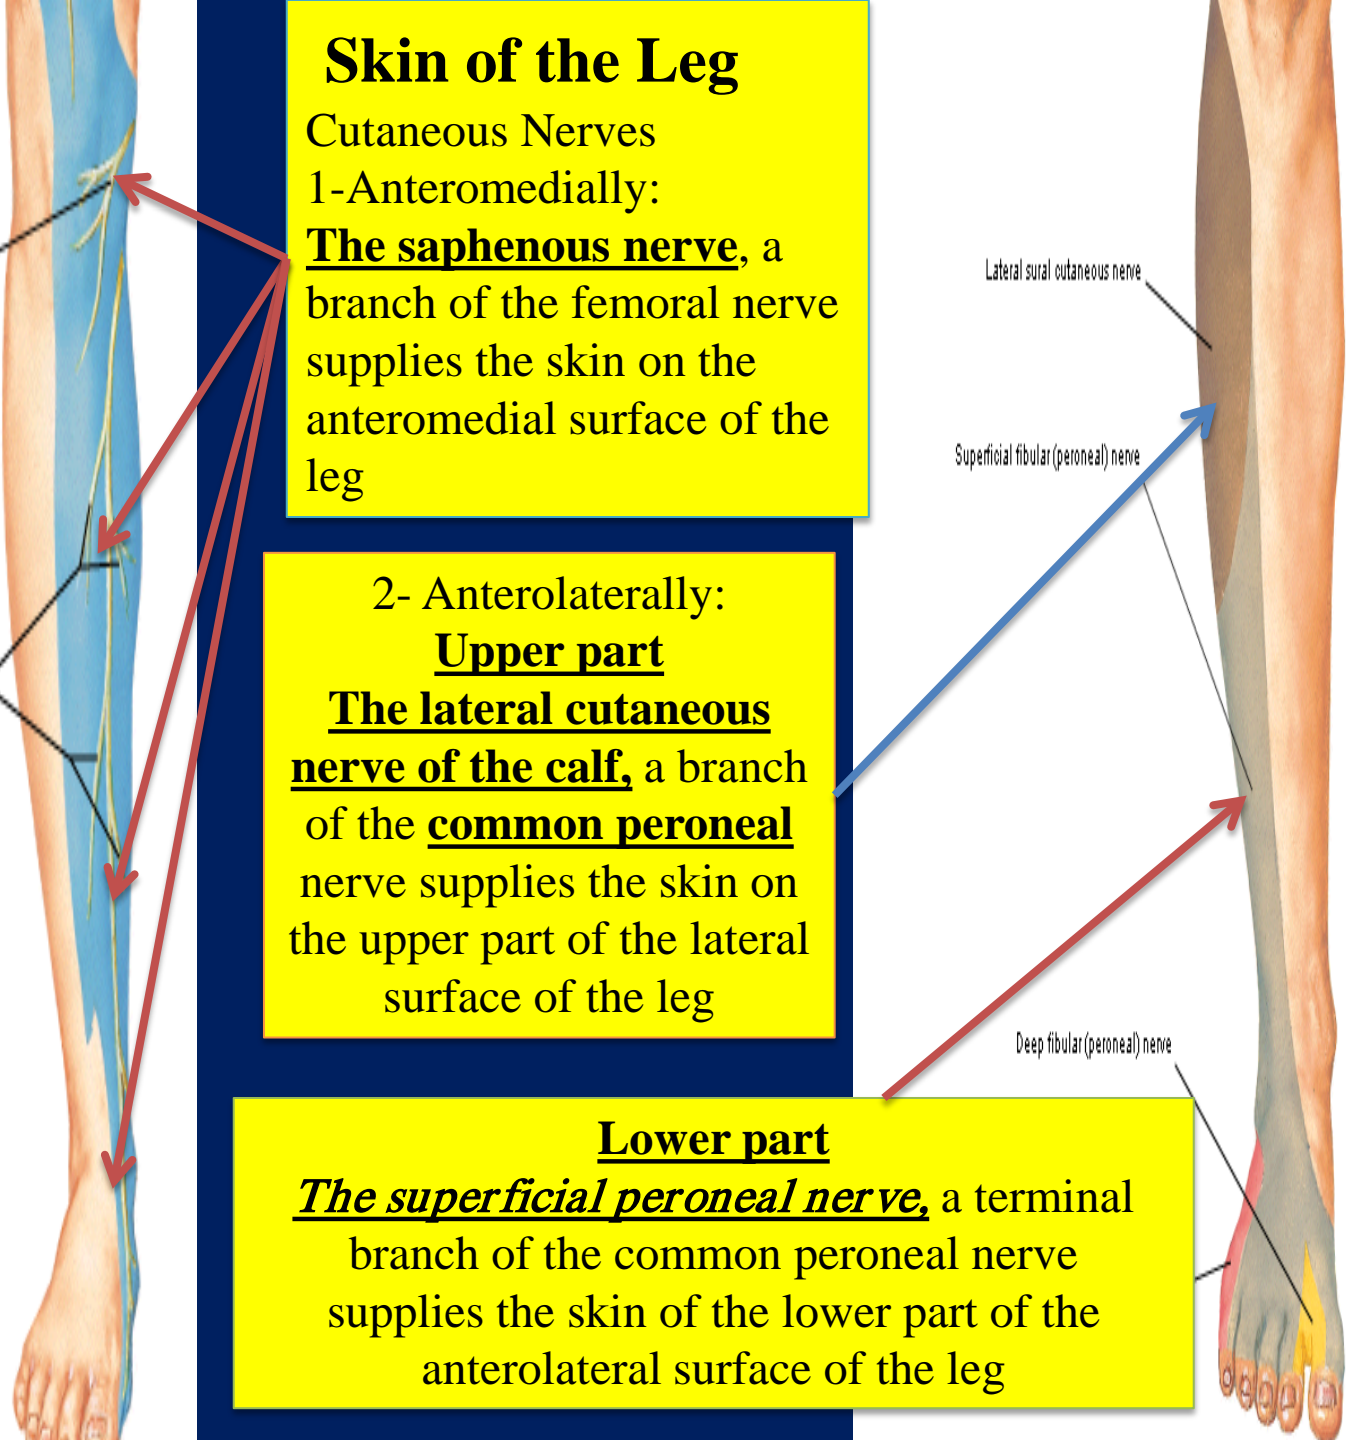 Skin of the Leg
Cutaneous Nerves
1-Anteromedially:
The saphenous nerve, a
branch of the femoral nerve
supplies the skin on the
anteromedial surface of the
leg
2- Anterolaterally:
Upper part
The lateral cutaneous
nerve of the calf, a branch
of the common peroneal
nerve supplies the skin on
the upper part of the lateral
surface of the leg
Lower part
The superficial peroneal nerve, a terminal
branch of the common peroneal nerve
supplies the skin of the lower part of the
anterolateral surface of the leg
Lateral sural cutaneous nerve
Superficial fibular (peroneal) nerve
Deep fibular (peroneal) nerve